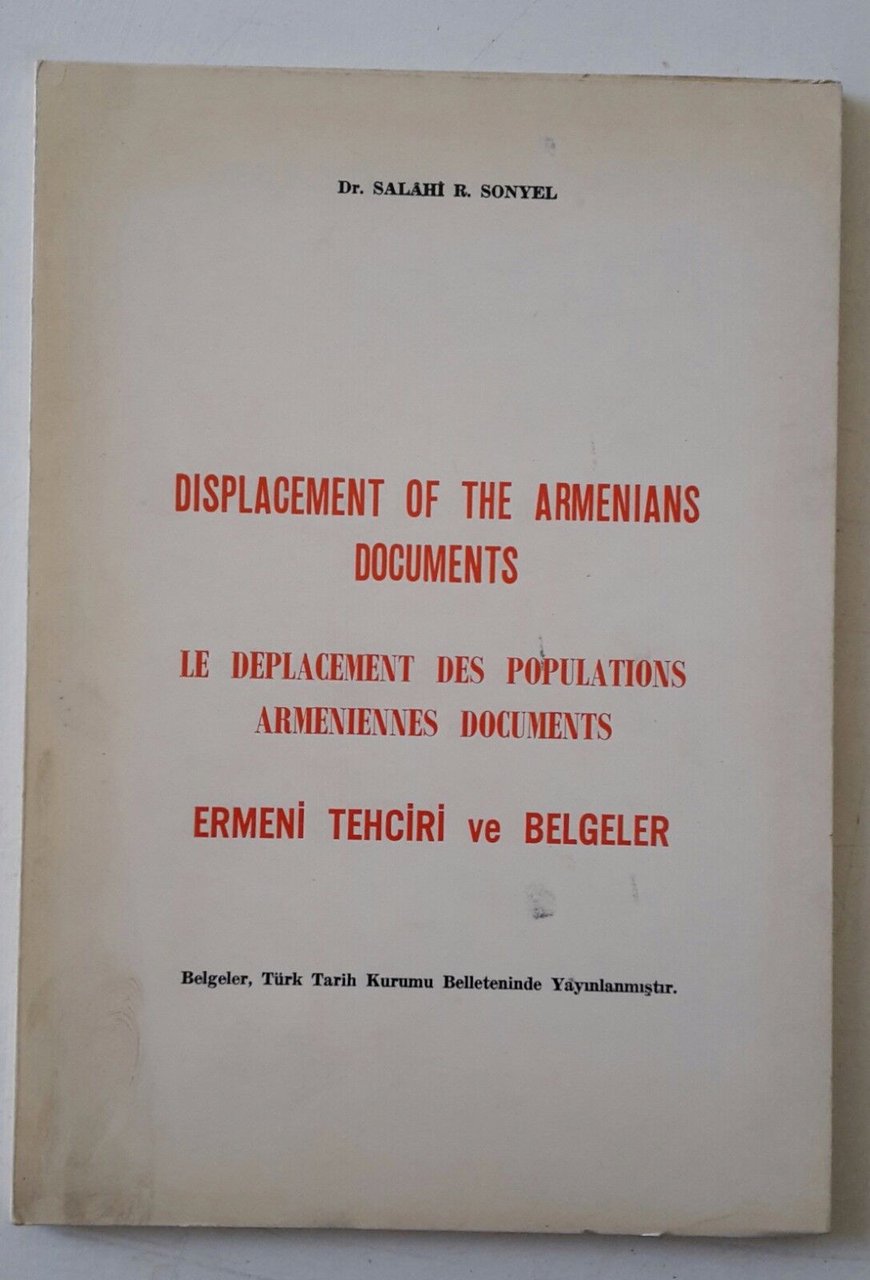 Dr. SALÂHİ R. SONYEL
DISPLACEMENT OF THE ARMENIANS
DOCUMENTS
LE DEPLACEMENT DES POPULATIONS
ARMENIENNES DOCUMENTS
ERMENİ TEHCİRİ ve BELGELER
Belgeler, Türk Tarih Kurumu Belleteninde Yayınlanmıştır.